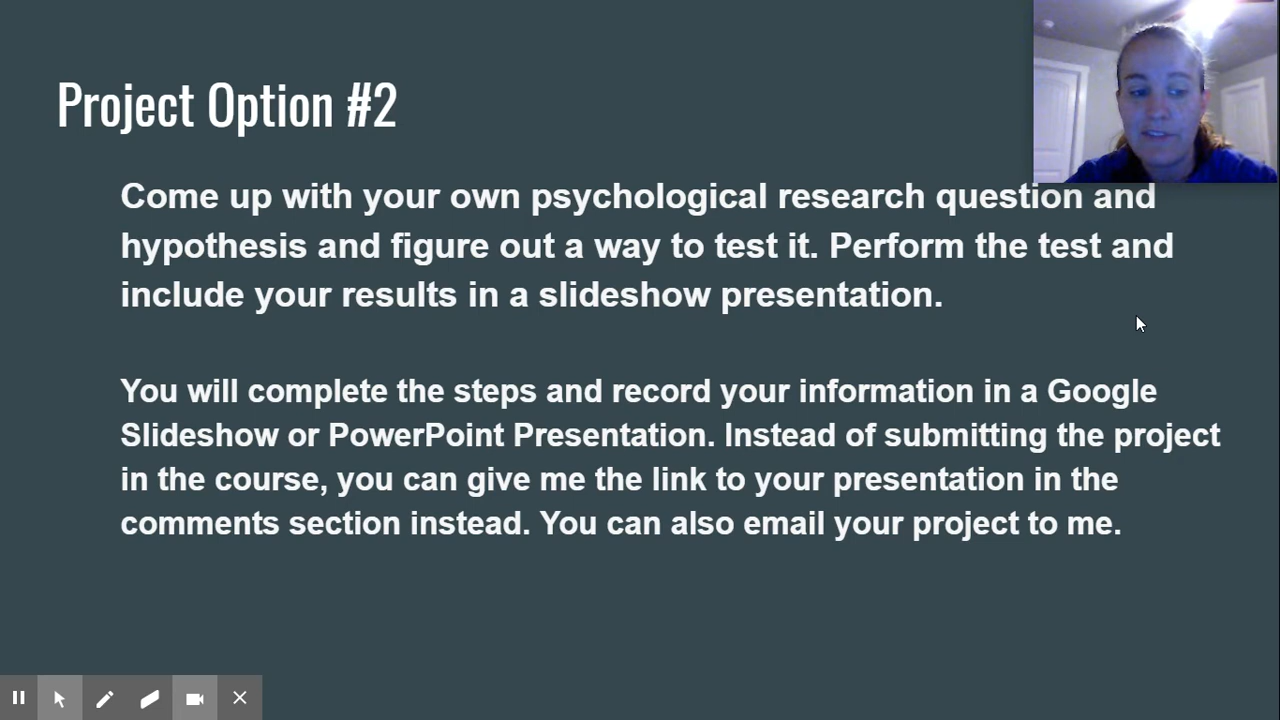 Project Option #2
Come up with your own psychological research question and
hypothesis and figure out a way to test it. Perform the test and
include your results in a slideshow presentation.
You will complete the steps and record your information in a Google
Slideshow or PowerPoint Presentation. Instead of submitting the project
in the course, you can give me the link to your presentation in the
comments section instead. You can also email your project to me.